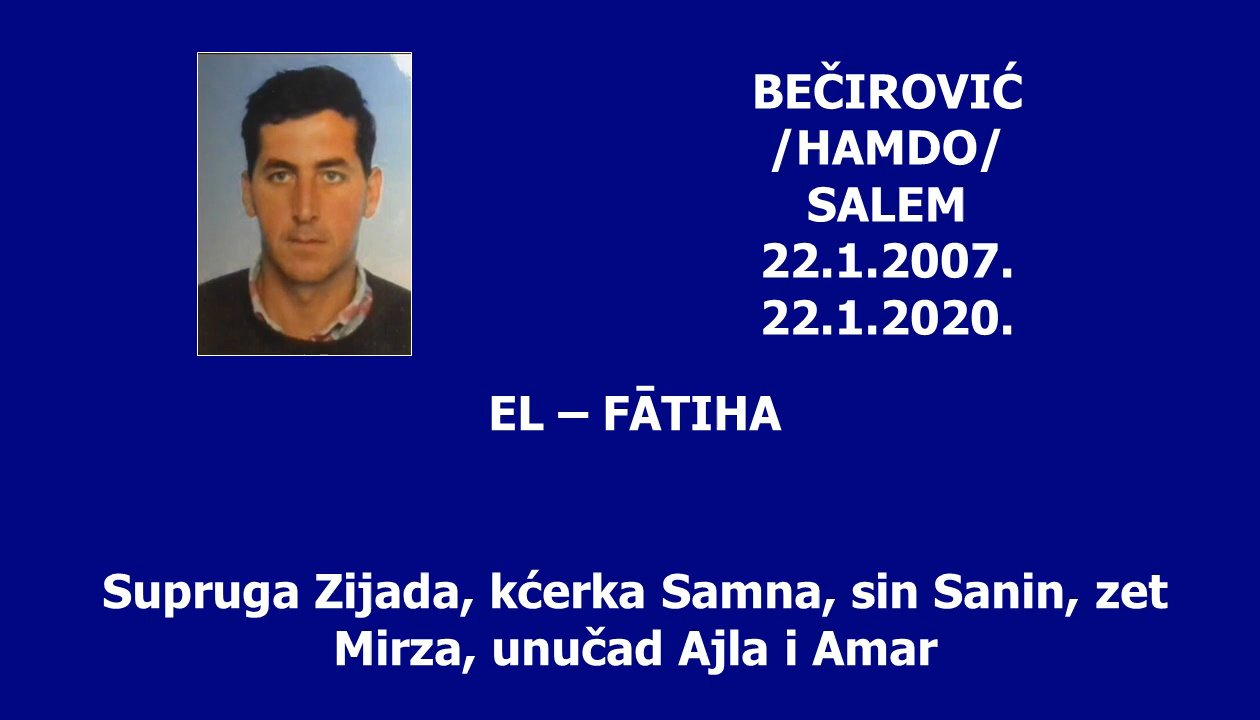 BEČIROVIĆ
/HAMDO/
SALEM
22.1.2007.
22.1.2020.
EL – FĀTIHA
Supruga Zijada, kćerka Samna, sin Sanin, zet
Mirza, unučad Ajla i Amar